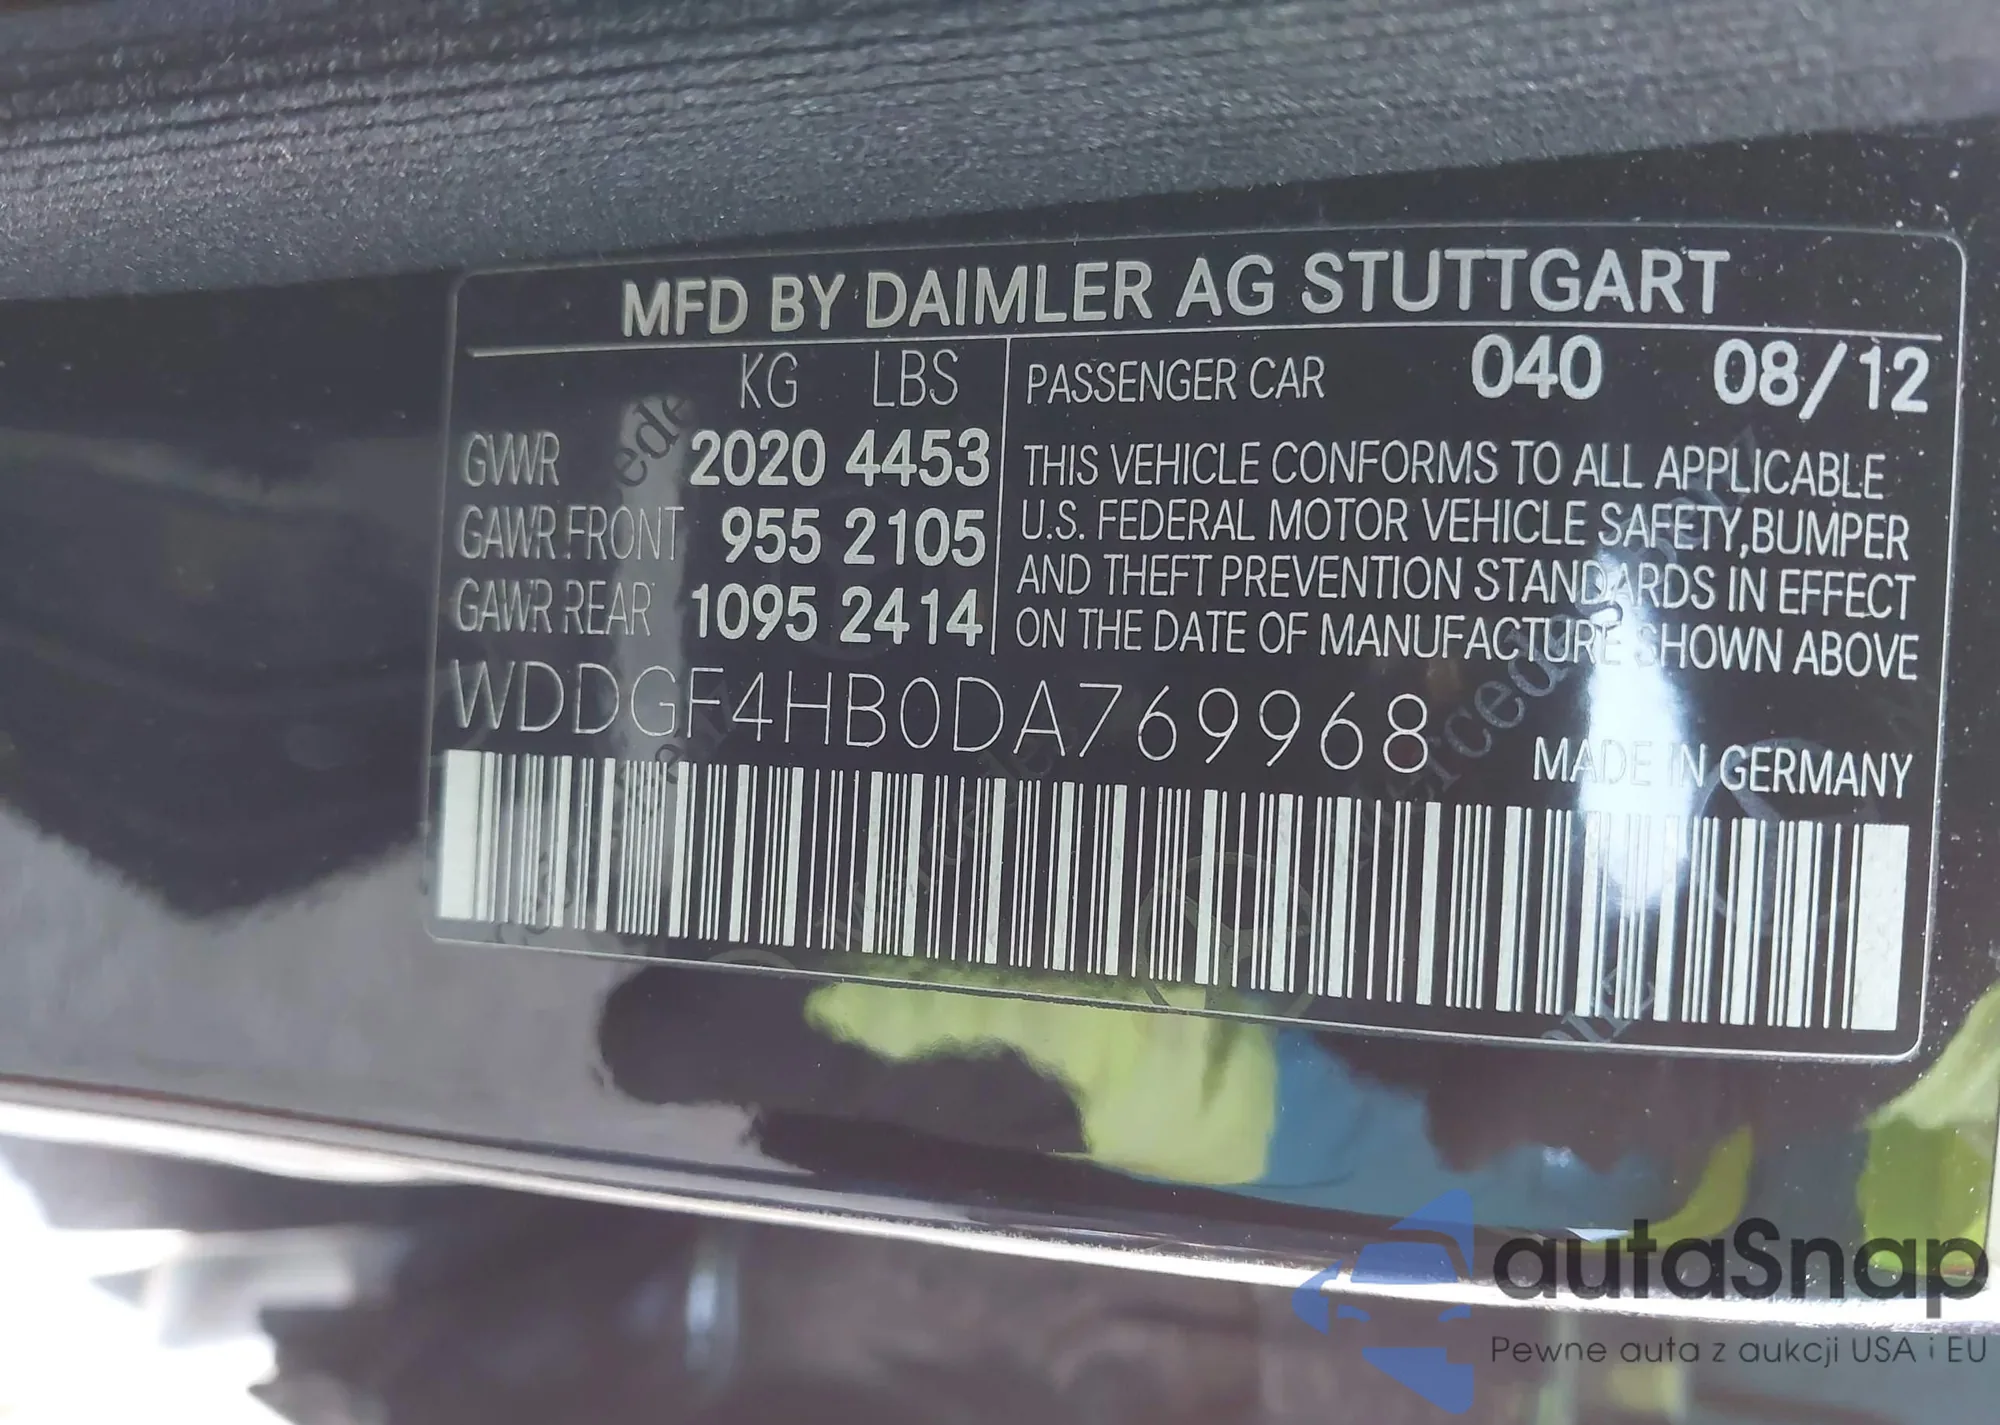 MFD BY DAIMLER AG STUTTGART
KG LBS
GVWR 2020 4453
GAWR FRONT 955 2105
GAWR REAR 1095 2414
PASSENGER CAR 040 08/12
THIS VEHICLE CONFORMS TO ALL APPLICABLE
U.S. FEDERAL MOTOR VEHICLE SAFETY,BUMPER
AND THEFT PREVENTION STANDARDS IN EFFECT
ON THE DATE OF MANUFACTURE SHOWN ABOVE
WDDGF4HB0DA769968
MADE IN GERMANY
autaSnap
Pewne auta z aukcji USA i EU